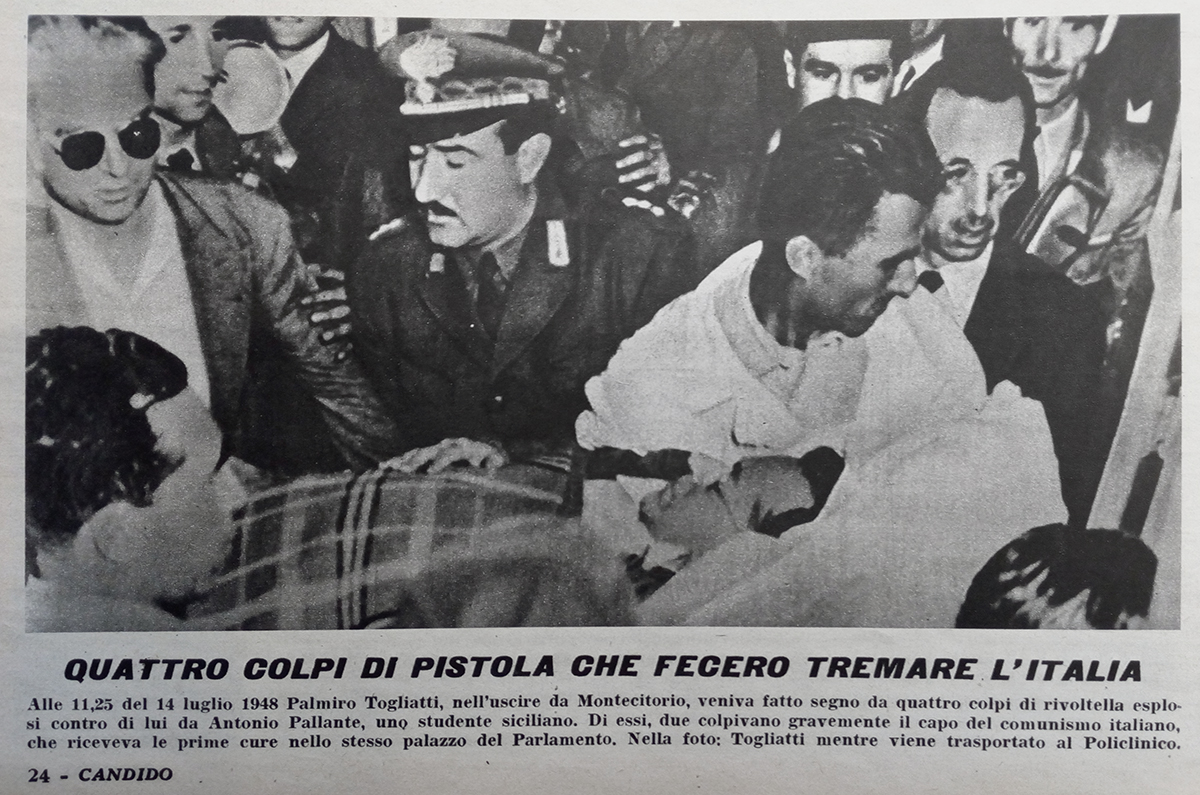 QUATTRO COLPI DI PISTOLA CHE FECERO TREMARE L'ITALIA
Alle 11,25 del 14 luglio 1948 Palmiro Togliatti, nell'uscire da Montecitorio, veniva fatto segno da quattro colpi di rivoltella esplo-
si contro di lui da Antonio Pallante, uno studente siciliano. Di essi, due colpivano gravemente il capo del comunismo italiano,
che riceveva le prime cure nello stesso palazzo del Parlamento. Nella foto: Togliatti mentre viene trasportato al Policlinico.
24 - CANDIDO